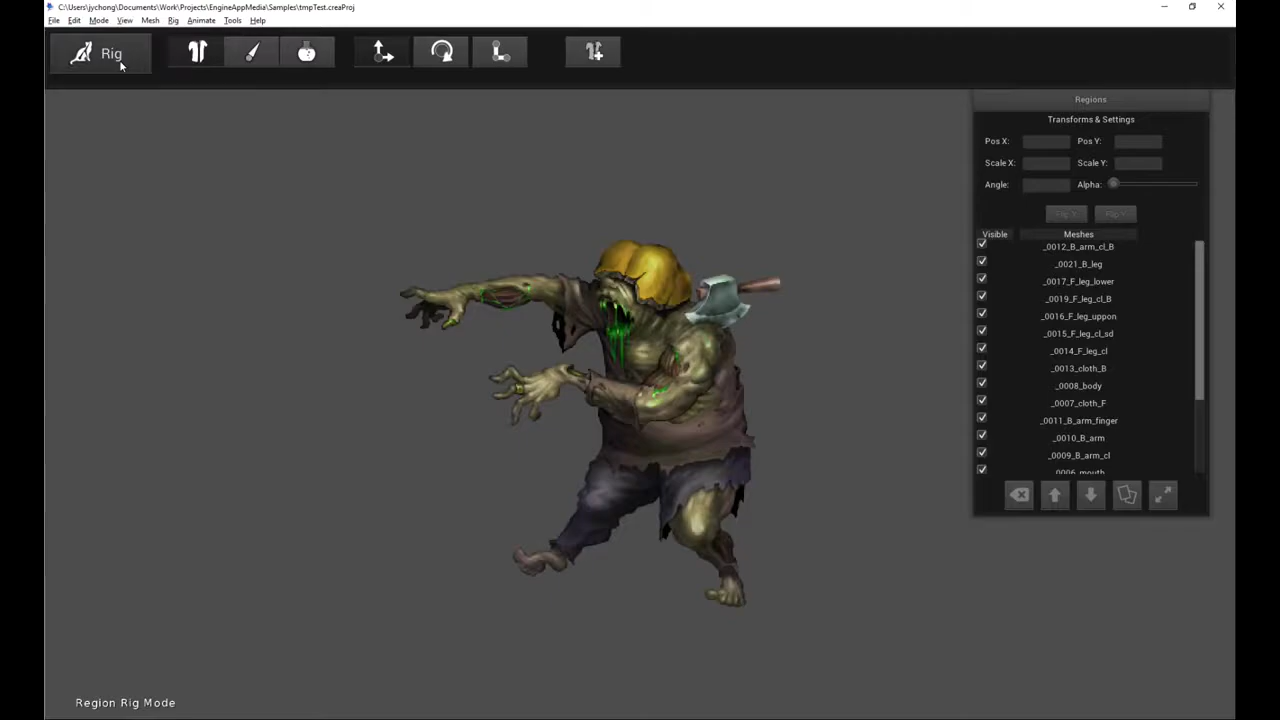 C:\Users\jychong\Documents\Work\Projects\EngineAppMedia\Samples\tmpTest.creaProj
File Edit Mode View Mesh Rig Animate Tools Help
Rig
Regions
Transforms & Settings
Pos X: Pos Y:
Scale X: Scale Y:
Angle: Alpha:
Visible Meshes
_0012_B_arm_cl_B
_0021_B_leg
_0017_F_leg_lower
_0019_F_leg_cl_B
_0016_F_leg_uppon
_0015_F_leg_cl_sd
_0014_F_leg_cl
_0013_cloth_B
_0008_body
_0007_cloth_F
_0011_B_arm_finger
_0010_B_arm
_0009_B_arm_cl
_0006_mouth
Region Rig Mode